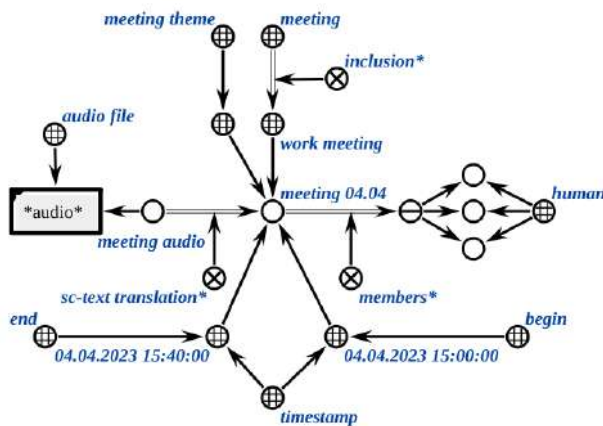 meeting theme
meeting
inclusion*
audio file
work meeting
*audio*
meeting 04.04
human
meeting audio
sc-text translation*
members*
end
begin
04.04.2023 15:40:00
04.04.2023 15:00:00
timestamp